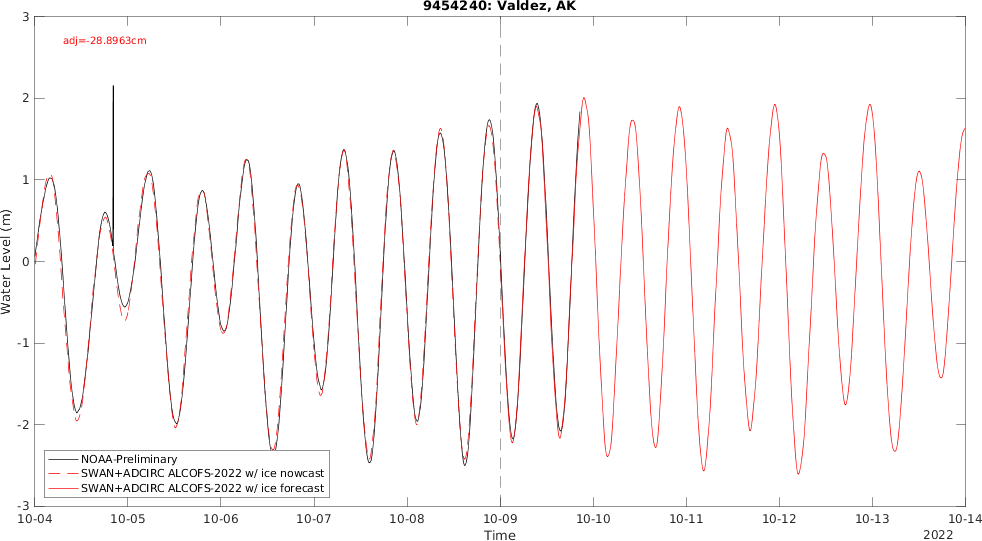 9454240: Valdez, AK
adj=-28.8963cm
3
2
1
0
-1
-2
-3
Water Level (m)
NOAA-Preliminary
SWAN+ADCIRC ALCOFS-2022 w/ ice nowcast
SWAN+ADCIRC ALCOFS-2022 w/ ice forecast
10-04 10-05 10-06 10-07 10-08 10-09 10-10 10-11 10-12 10-13 10-14
Time
2022